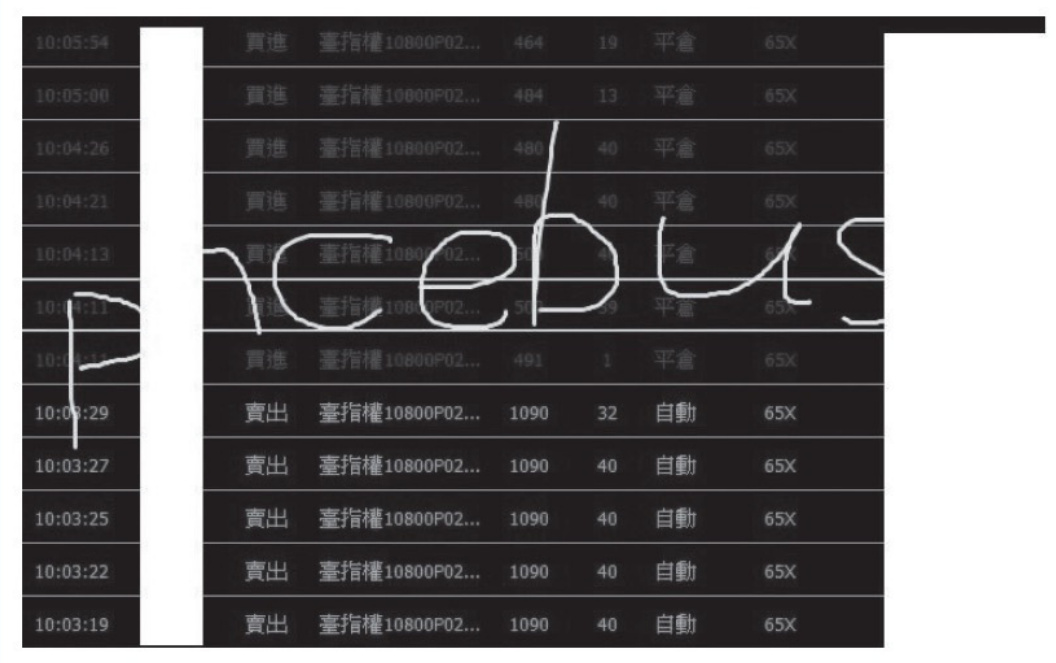 10:05:54 買進 臺指權10800P02... 464 19 平倉 65X
10:05:00 買進 臺指權10800P02... 484 13 平倉 65X
10:04:26 買進 臺指權10800P02... 480 40 平倉 65X
10:04:21 買進 臺指權10800P02... 480 40 平倉 65X
10:04:13 買進 臺指權10800P02... 平倉 65X
10:04:11 買進 臺指權10800P02... 平倉 65X
10:04:11 買進 臺指權10800P02... 491 1 平倉 65X
10:03:29 賣出 臺指權10800P02... 1090 32 自動 65X
10:03:27 賣出 臺指權10800P02... 1090 40 自動 65X
10:03:25 賣出 臺指權10800P02... 1090 40 自動 65X
10:03:22 賣出 臺指權10800P02... 1090 40 自動 65X
10:03:19 賣出 臺指權10800P02... 1090 40 自動 65X